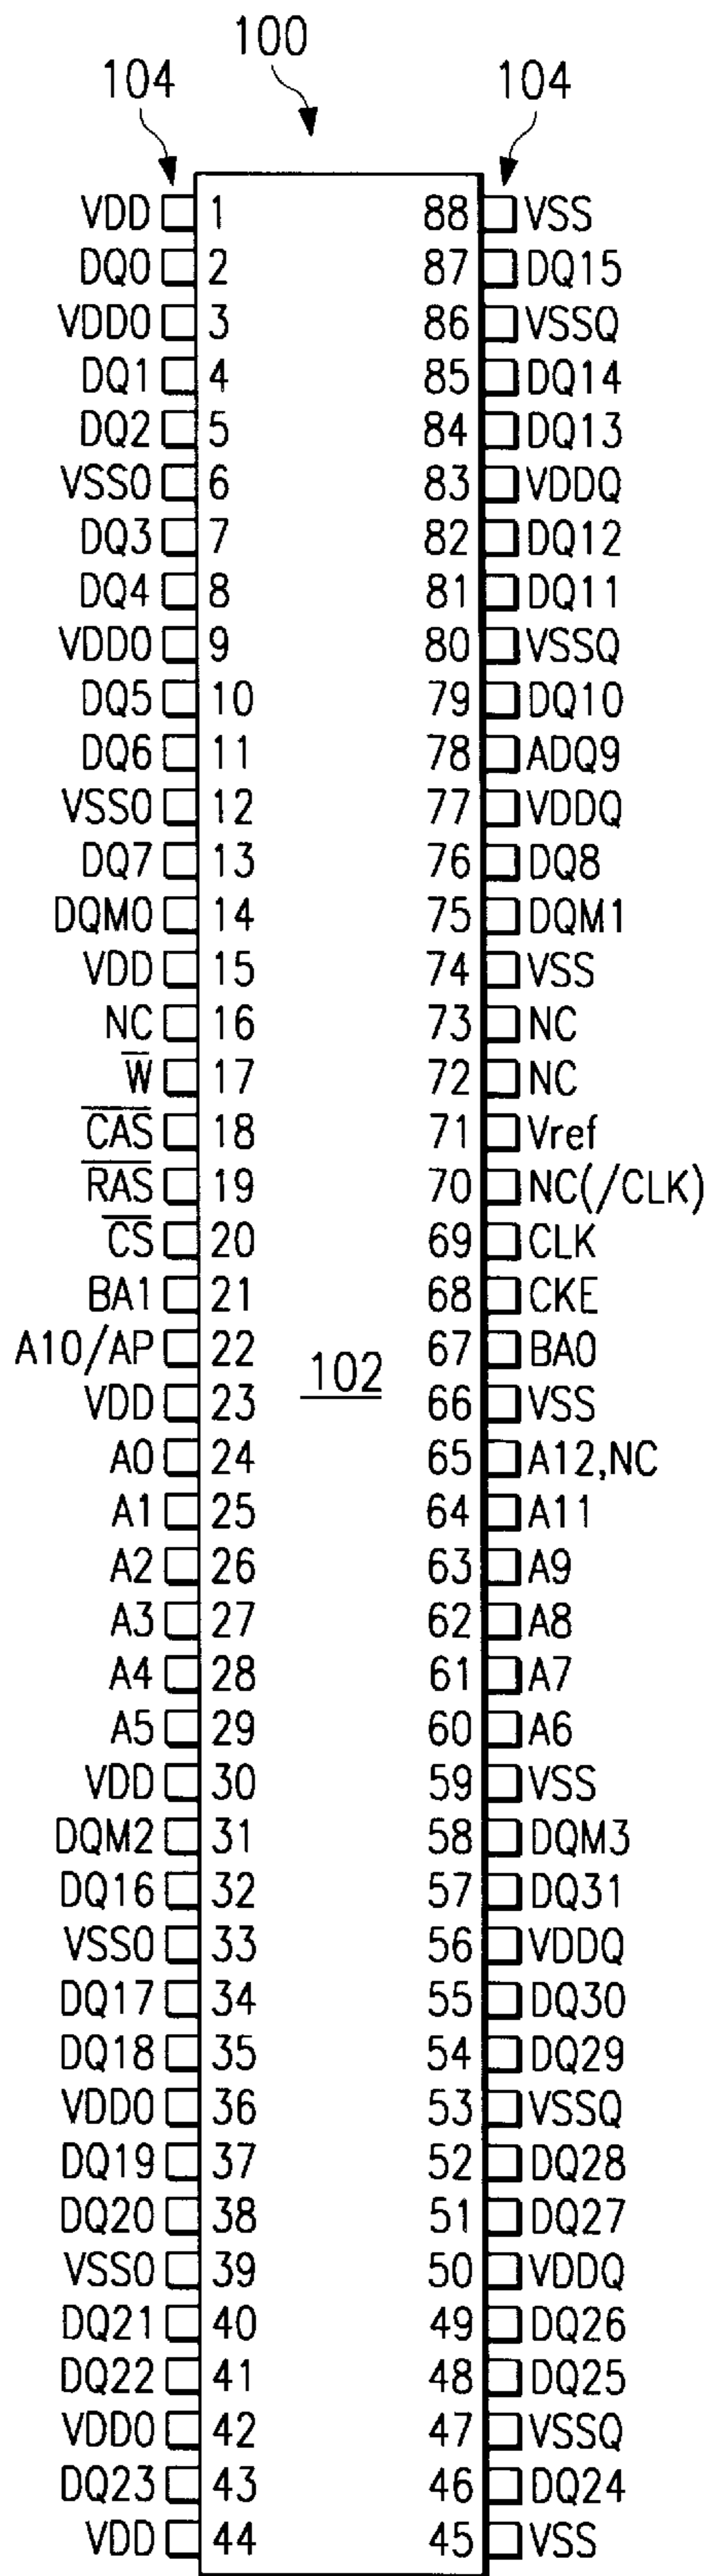 100
104 104
VDD 1 88 VSS
DQ0 2 87 DQ15
VDD0 3 86 VSSQ
DQ1 4 85 DQ14
DQ2 5 84 DQ13
VSS0 6 83 VDDQ
DQ3 7 82 DQ12
DQ4 8 81 DQ11
VDD0 9 80 VSSQ
DQ5 10 79 DQ10
DQ6 11 78 ADQ9
VSS0 12 77 VDDQ
DQ7 13 76 DQ8
DQM0 14 75 DQM1
VDD 15 74 VSS
NC 16 73 NC
W̅ 17 72 NC
C̅A̅S̅ 18 71 Vref
R̅A̅S̅ 19 70 NC(/CLK)
C̅S̅ 20 69 CLK
BA1 21 68 CKE
A10/AP 22 67 BA0
102
VDD 23 66 VSS
A0 24 65 A12,NC
A1 25 64 A11
A2 26 63 A9
A3 27 62 A8
A4 28 61 A7
A5 29 60 A6
VDD 30 59 VSS
DQM2 31 58 DQM3
DQ16 32 57 DQ31
VSS0 33 56 VDDQ
DQ17 34 55 DQ30
DQ18 35 54 DQ29
VDD0 36 53 VSSQ
DQ19 37 52 DQ28
DQ20 38 51 DQ27
VSS0 39 50 VDDQ
DQ21 40 49 DQ26
DQ22 41 48 DQ25
VDD0 42 47 VSSQ
DQ23 43 46 DQ24
VDD 44 45 VSS